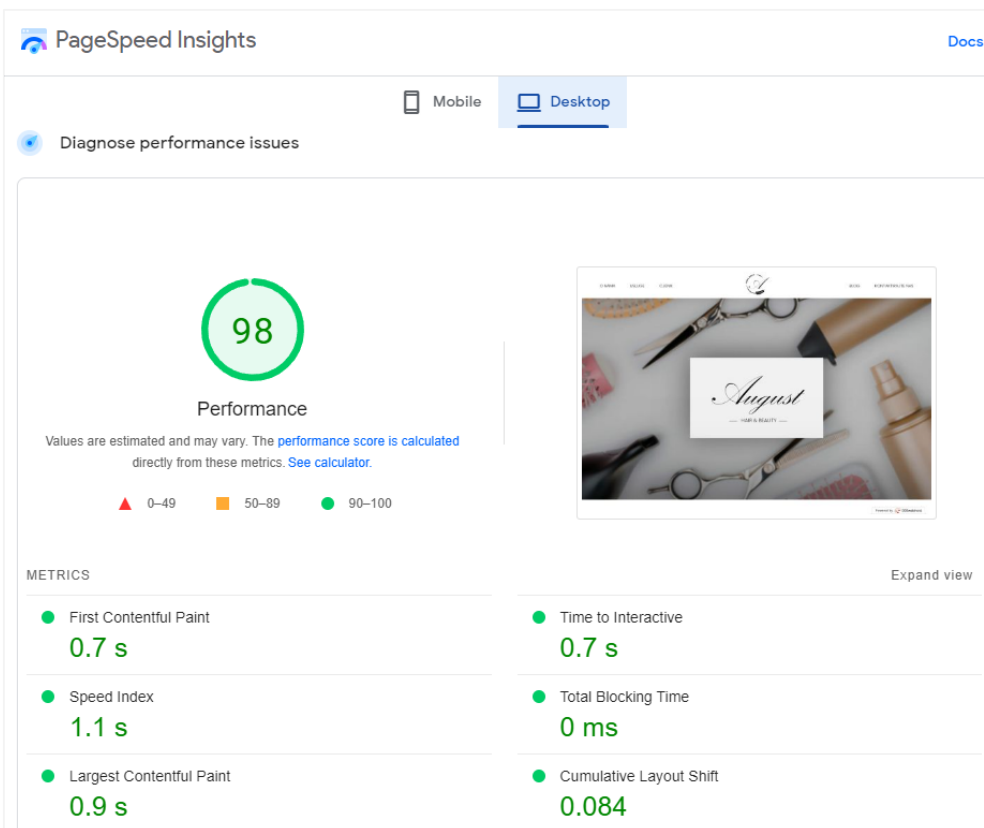 PageSpeed Insights
Docs
Mobile
Desktop
Diagnose performance issues
98
Performance
Values are estimated and may vary. The performance score is calculated
directly from these metrics. See calculator.
0–49
50–89
90–100
August
HAIR & BEAUTY
METRICS
Expand view
First Contentful Paint
0.7 s
Time to Interactive
0.7 s
Speed Index
1.1 s
Total Blocking Time
0 ms
Largest Contentful Paint
0.9 s
Cumulative Layout Shift
0.084